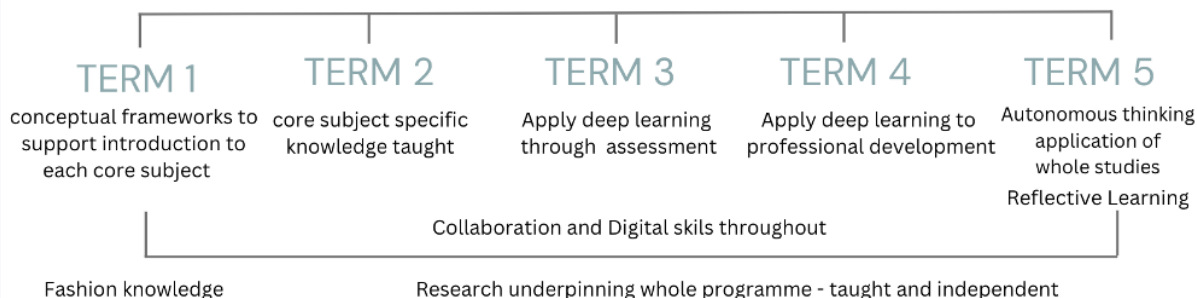 TERM 1
conceptual frameworks to
support introduction to
each core subject
TERM 2
core subject specific
knowledge taught
TERM 3
Apply deep learning
through assessment
TERM 4
Apply deep learning to
professional development
TERM 5
Autonomous thinking
application of
whole studies
Reflective Learning
Collaboration and Digital skils throughout
Fashion knowledge
Research underpinning whole programme - taught and independent